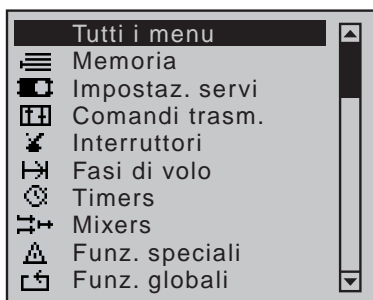 Tutti i menu
Memoria
Impostaz. servi
Comandi trasm.
Interruttori
Fasi di volo
Timers
Mixers
Funz. speciali
Funz. globali